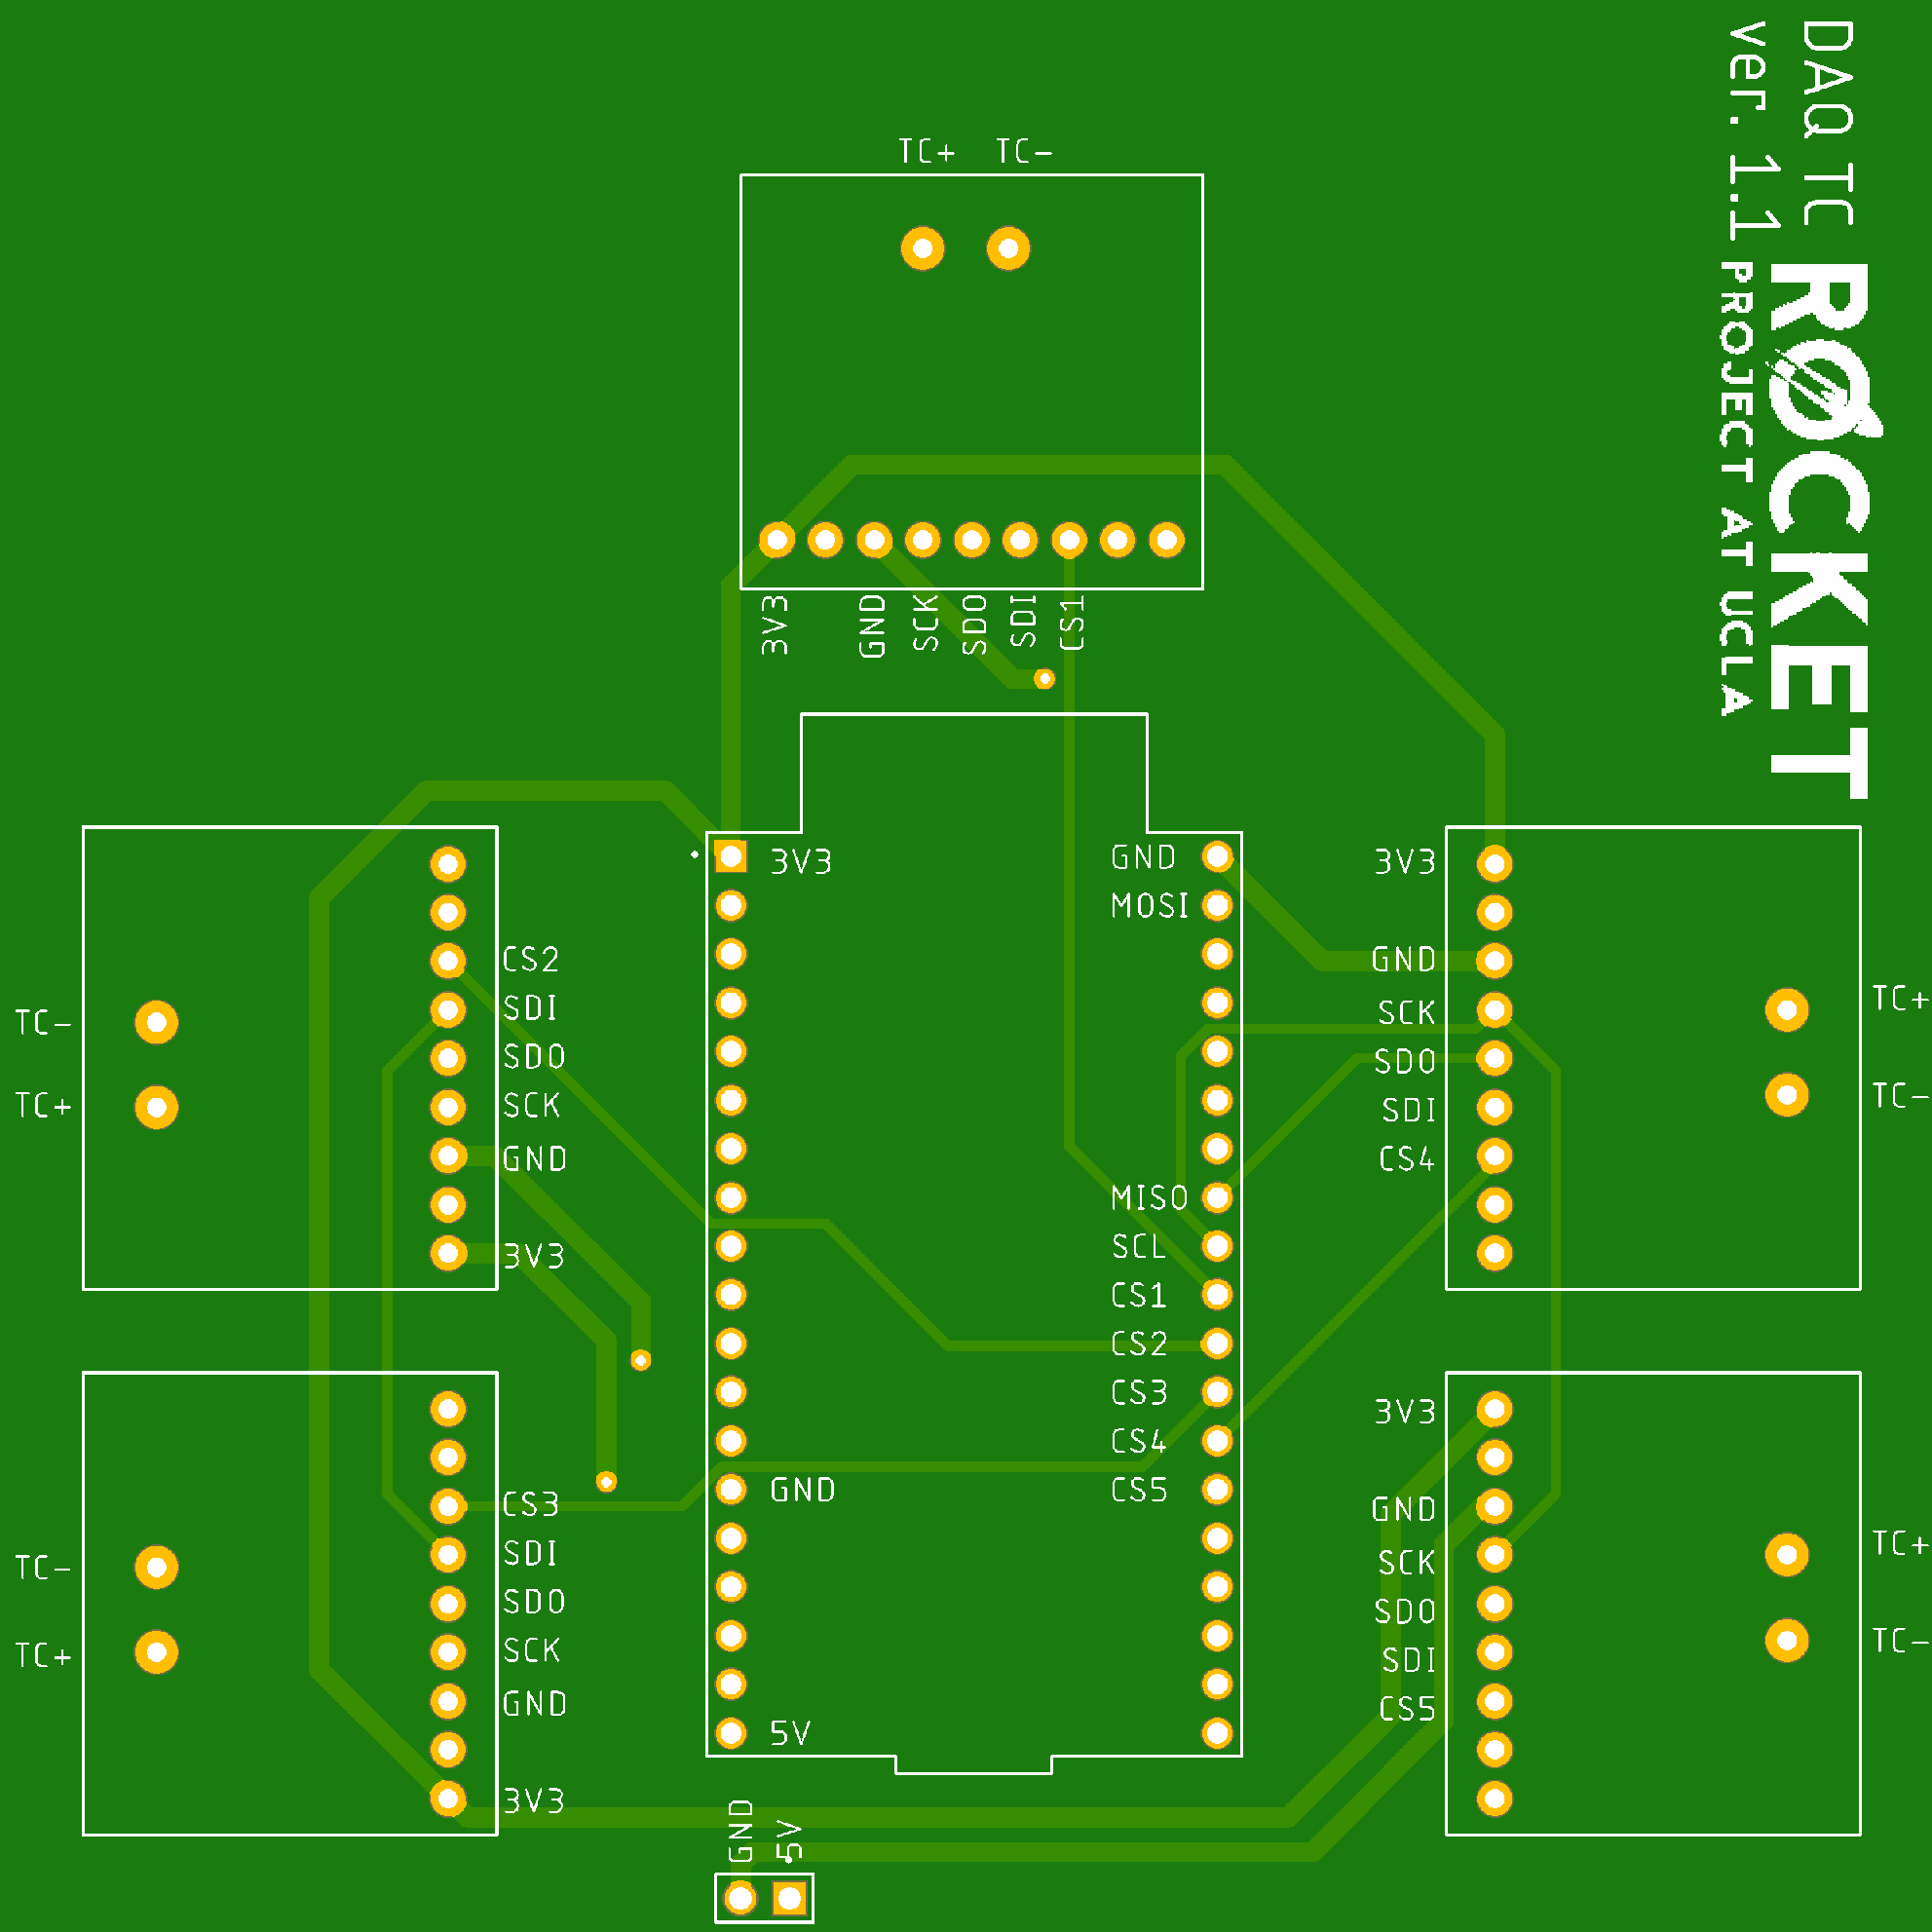 DAQ TC
ver. 1.1
ROCKET
PROJECT AT UCLA
TC+ TC-
3V3
GND
SCK
SDO
SDI
CS1
3V3
GND
MOSI
MISO
SCL
CS1
CS2
CS3
CS4
CS5
GND
5V
CS2
SDI
SDO
SCK
GND
3V3
TC-
TC+
CS3
SDI
SDO
SCK
GND
3V3
TC-
TC+
3V3
GND
SCK
SDO
SDI
CS4
TC+
TC-
3V3
GND
SCK
SDO
SDI
CS5
TC+
TC-
GND
5V